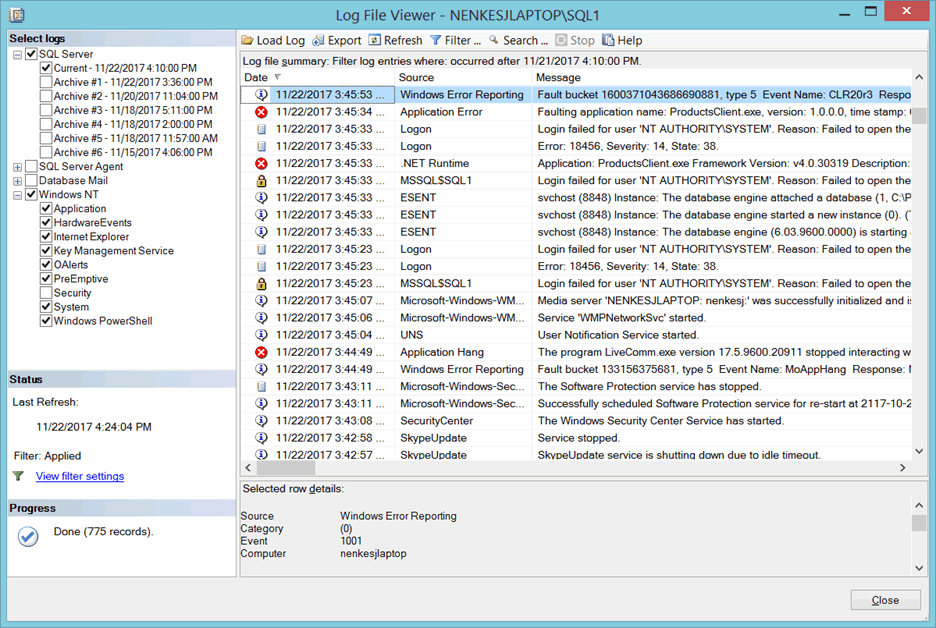 Log File Viewer - NENKESJLAPTOP\SQL1
Select logs
SQL Server
Current - 11/22/2017 4:10:00 PM
Archive #1 - 11/22/2017 3:36:00 PM
Archive #2 - 11/20/2017 11:04:00 PM
Archive #3 - 11/18/2017 5:11:00 PM
Archive #4 - 11/18/2017 2:00:00 PM
Archive #5 - 11/18/2017 11:57:00 AM
Archive #6 - 11/15/2017 4:06:00 PM
SQL Server Agent
Database Mail
Windows NT
Application
HardwareEvents
Internet Explorer
Key Management Service
OAlerts
PreEmptive
Security
System
Windows PowerShell
Status
Last Refresh:
11/22/2017 4:24:04 PM
Filter: Applied
View filter settings
Progress
Done (775 records).
Load Log Export Refresh Filter ... Search ... Stop Help
Log file summary: Filter log entries where: occurred after 11/21/2017 4:10:00 PM.
Date Source Message
11/22/2017 3:45:53 ... Windows Error Reporting Fault bucket 1600371043686690881, type 5 Event Name: CLR20r3 Respo
11/22/2017 3:45:34 ... Application Error Faulting application name: ProductsClient.exe, version: 1.0.0.0, time stamp:
11/22/2017 3:45:33 ... Logon Login failed for user 'NT AUTHORITY\SYSTEM'. Reason: Failed to open the
11/22/2017 3:45:33 ... Logon Error: 18456, Severity: 14, State: 38.
11/22/2017 3:45:33 ... .NET Runtime Application: ProductsClient.exe Framework Version: v4.0.30319 Description:
11/22/2017 3:45:33 ... MSSQL$SQL1 Login failed for user 'NT AUTHORITY\SYSTEM'. Reason: Failed to open the
11/22/2017 3:45:33 ... ESENT svchost (8848) Instance: The database engine attached a database (1, C:\P
11/22/2017 3:45:33 ... ESENT svchost (8848) Instance: The database engine started a new instance (0). (
11/22/2017 3:45:33 ... ESENT svchost (8848) Instance: The database engine (6.03.9600.0000) is starting
11/22/2017 3:45:23 ... Logon Login failed for user 'NT AUTHORITY\SYSTEM'. Reason: Failed to open the
11/22/2017 3:45:23 ... Logon Error: 18456, Severity: 14, State: 38.
11/22/2017 3:45:23 ... MSSQL$SQL1 Login failed for user 'NT AUTHORITY\SYSTEM'. Reason: Failed to open the
11/22/2017 3:45:07 ... Microsoft-Windows-WM... Media server 'NENKESJLAPTOP: nenkesj:' was successfully initialized and is
11/22/2017 3:45:06 ... Microsoft-Windows-WM... Service 'WMPNetworkSvc' started.
11/22/2017 3:45:04 ... UNS User Notification Service started.
11/22/2017 3:44:49 ... Application Hang The program LiveComm.exe version 17.5.9600.20911 stopped interacting w
11/22/2017 3:44:49 ... Windows Error Reporting Fault bucket 133156375681, type 5 Event Name: MoAppHang Response:
11/22/2017 3:43:11 ... Microsoft-Windows-Sec... The Software Protection service has stopped.
11/22/2017 3:43:11 ... Microsoft-Windows-Sec... Successfully scheduled Software Protection service for re-start at 2117-10-2
11/22/2017 3:43:08 ... SecurityCenter The Windows Security Center Service has started.
11/22/2017 3:42:58 ... SkypeUpdate Service stopped.
11/22/2017 3:42:57 ... SkypeUpdate SkypeUpdate service is shutting down due to idle timeout.
Selected row details:
Source Windows Error Reporting
Category (0)
Event 1001
Computer nenkesjlaptop
Close